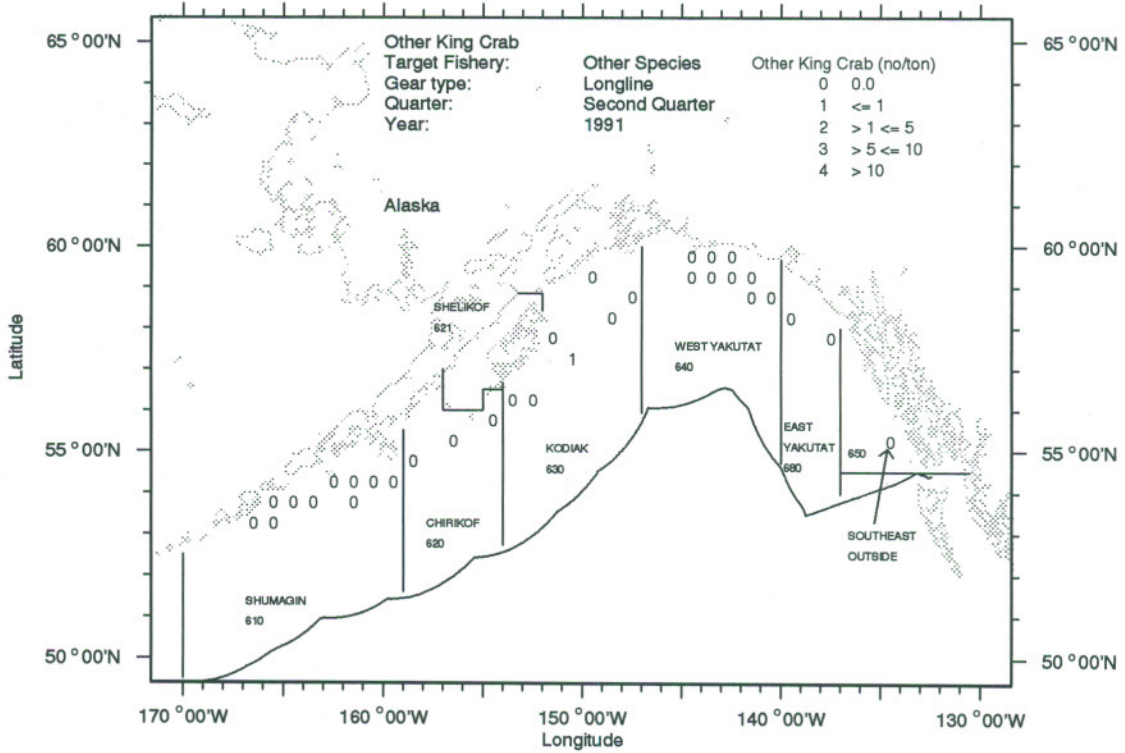 65 °00'N
65 °00'N
Other King Crab
Target Fishery: Other Species
Gear type: Longline
Quarter: Second Quarter
Year: 1991
Other King Crab (no/ton)
0 0.0
1 <= 1
2 > 1 <= 5
3 > 5 <= 10
4 > 10
Alaska
60 °00'N
60 °00'N
0 0 0
0 0 0 0 0
0 0 0
0 0 0
SHELIKOF
621
0 0
1
WEST YAKUTAT
640
0 0
0
EAST
YAKUTAT
680
650
0
0
0
KODIAK
630
55 °00'N
55 °00'N
0 0 0 0
0 0 0 0
0 0
CHIRIKOF
620
SOUTHEAST
OUTSIDE
SHUMAGIN
610
50 °00'N
50 °00'N
170 °00'W
160 °00'W
150 °00'W
140 °00'W
130 °00'W
Longitude
Latitude